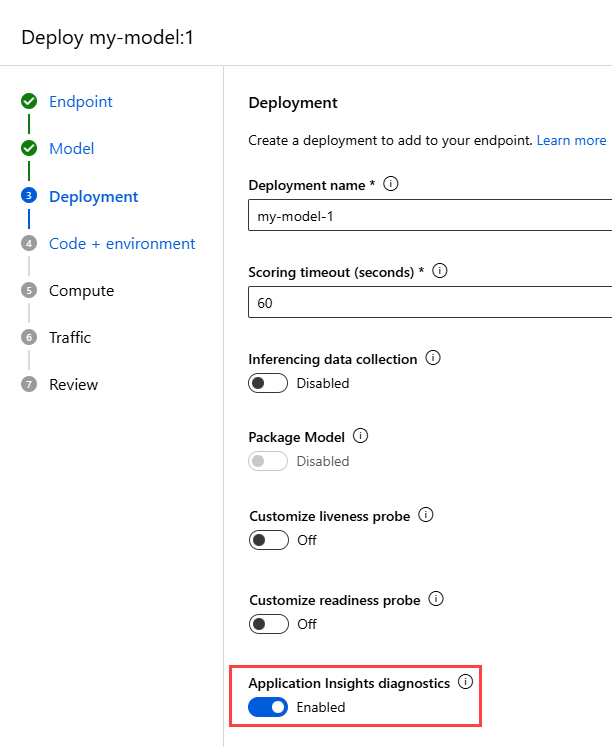 Deploy my-model:1
Endpoint
Model
3 Deployment
4 Code + environment
5 Compute
6 Traffic
7 Review
Deployment
Create a deployment to add to your endpoint. Learn more
Deployment name *
my-model-1
Scoring timeout (seconds) *
60
Inferencing data collection
Disabled
Package Model
Disabled
Customize liveness probe
Off
Customize readiness probe
Off
Application Insights diagnostics
Enabled